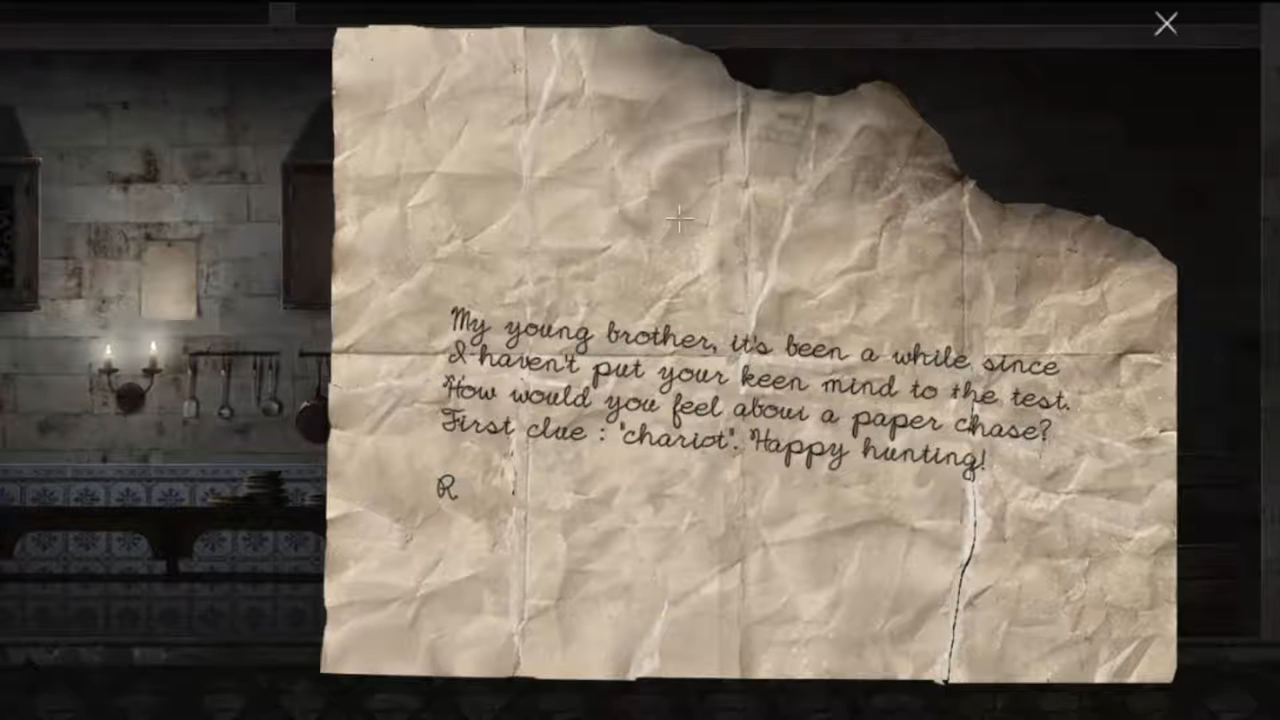 My young brother, it's been a while since
I haven't put your keen mind to the test.
How would you feel about a paper chase?
First clue : "chariot". Happy hunting!
R